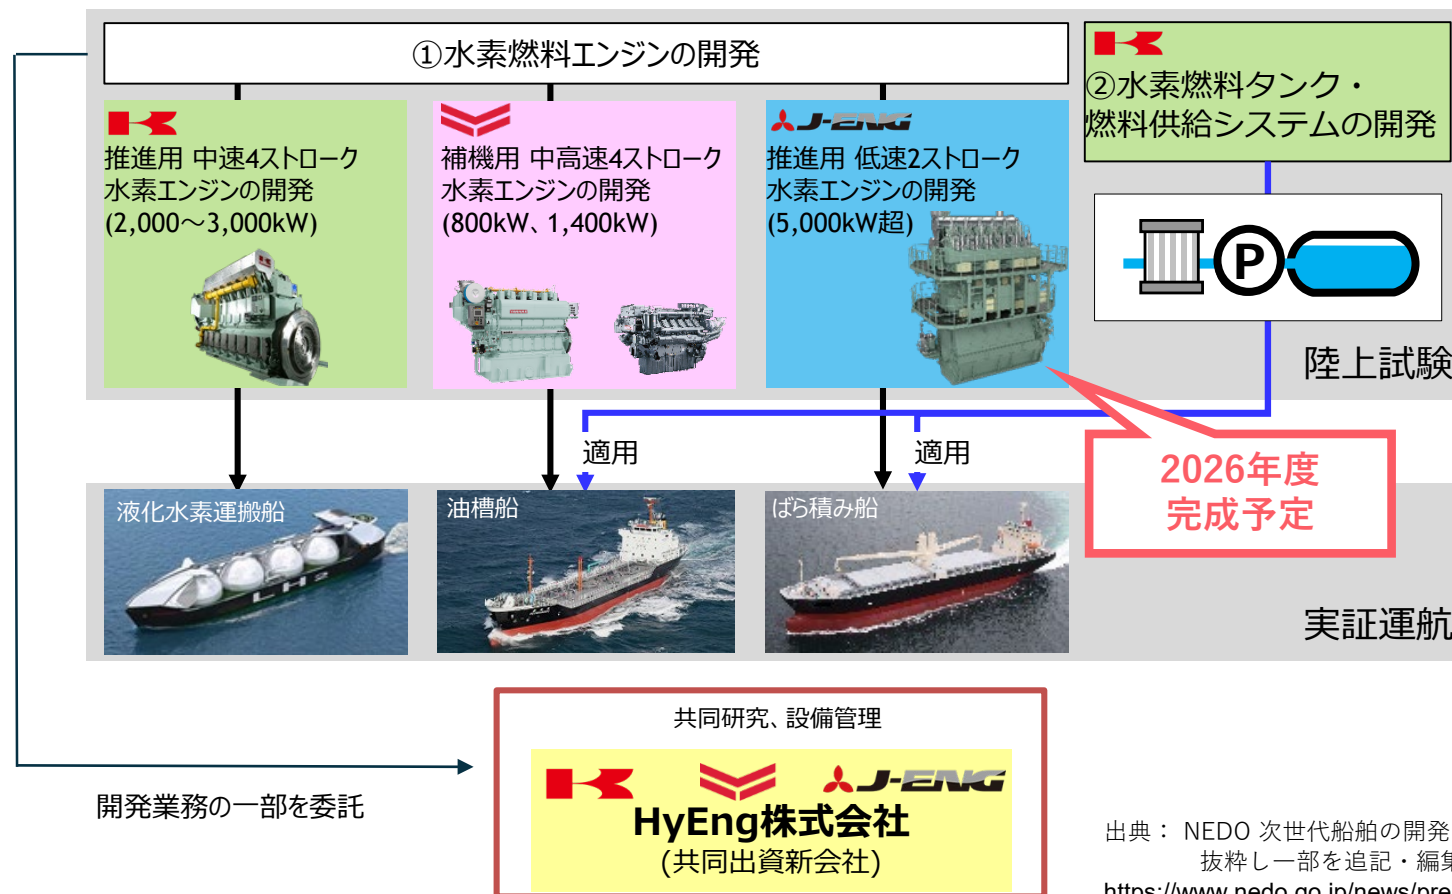 ①水素燃料エンジンの開発
推進用 中速4ストローク
水素エンジンの開発
(2,000～3,000kW)
補機用 中高速4ストローク
水素エンジンの開発
(800kW、1,400kW)
J-ENG
推進用 低速2ストローク
水素エンジンの開発
(5,000kW超)
②水素燃料タンク・
燃料供給システムの開発
P
陸上試験
適用
適用
2026年度
完成予定
液化水素運搬船
LH2
油槽船
ばら積み船
実証運航
共同研究、設備管理
J-ENG
HyEng株式会社
(共同出資新会社)
開発業務の一部を委託
出典： NEDO 次世代船舶の開発
抜粋し一部を追記・編集
https://www.nedo.go.jp/news/pre